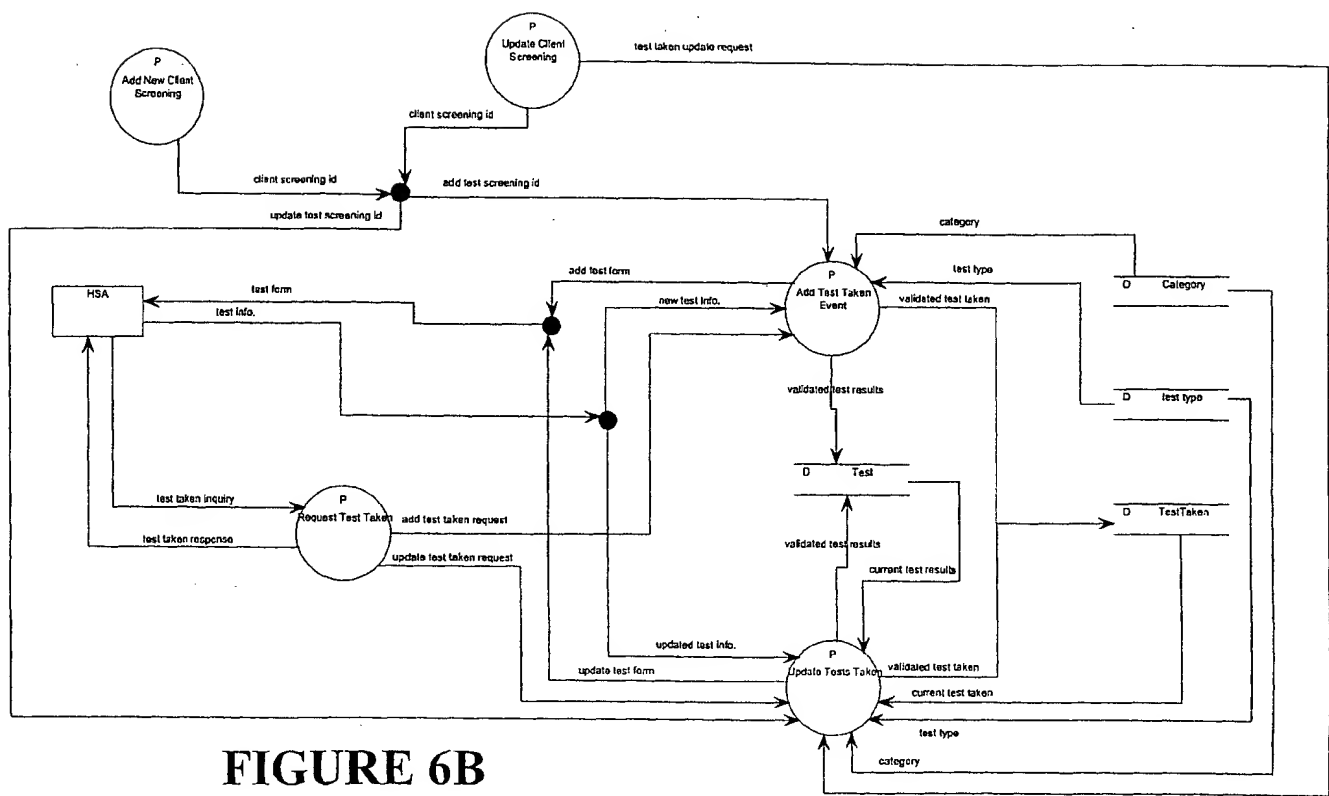 P
Update Client
Screening
test taken update request
P
Add New Client
Screening
client screening id
client screening id
add test screening id
update test screening id
category
P
Add Test Taken
Event
add test form
test type
D Category
HSA
test form
test info.
new test info.
validated test taken
validated test results
D test type
D Test
test taken inquiry
P
Request Test Taken
add test taken request
test taken response
update test taken request
D TestTaken
validated test results
current test results
updated test info.
P
Update Tests Taken
update test form
validated test taken
current test taken
test type
category
FIGURE 6B